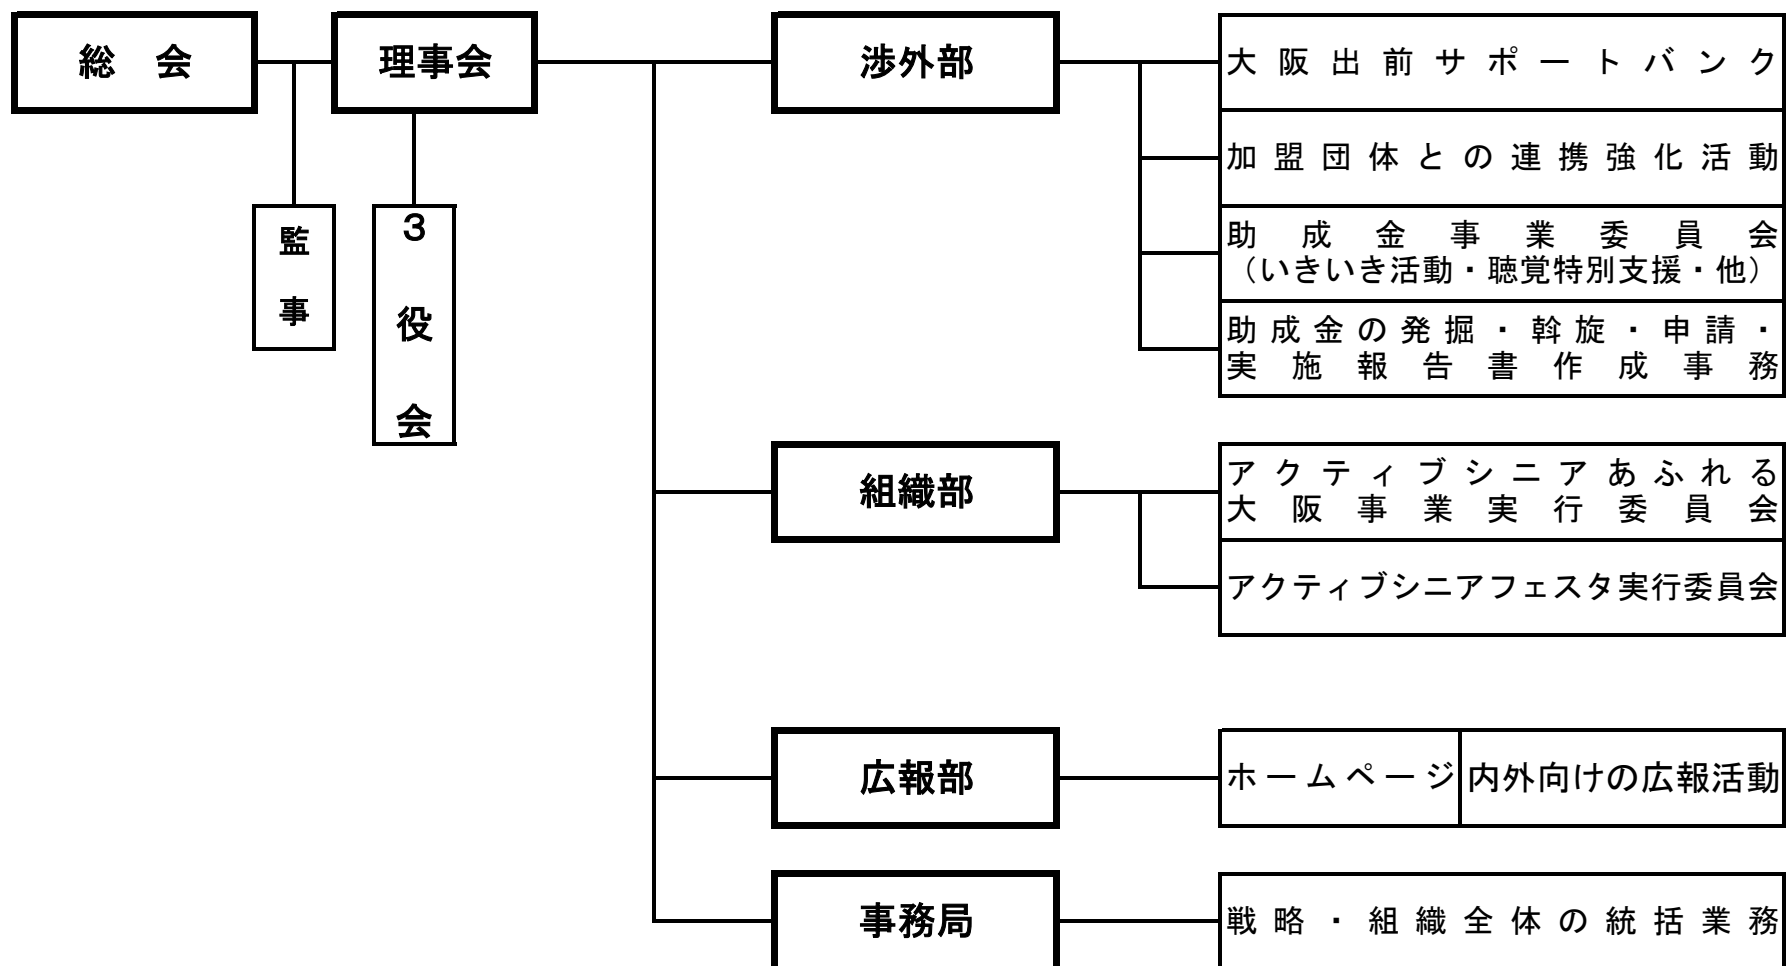 総　会
理事会
監事
３役会
渉外部
大阪出前サポートバンク
加盟団体との連携強化活動
助成金事業委員会
（いきいき活動・聴覚特別支援・他）
助成金の発掘・斡旋・申請・
実施報告書作成事務
組織部
アクティブシニアあふれる
大阪事業実行委員会
アクティブシニアフェスタ実行委員会
広報部
ホームページ
内外向けの広報活動
事務局
戦略・組織全体の統括業務